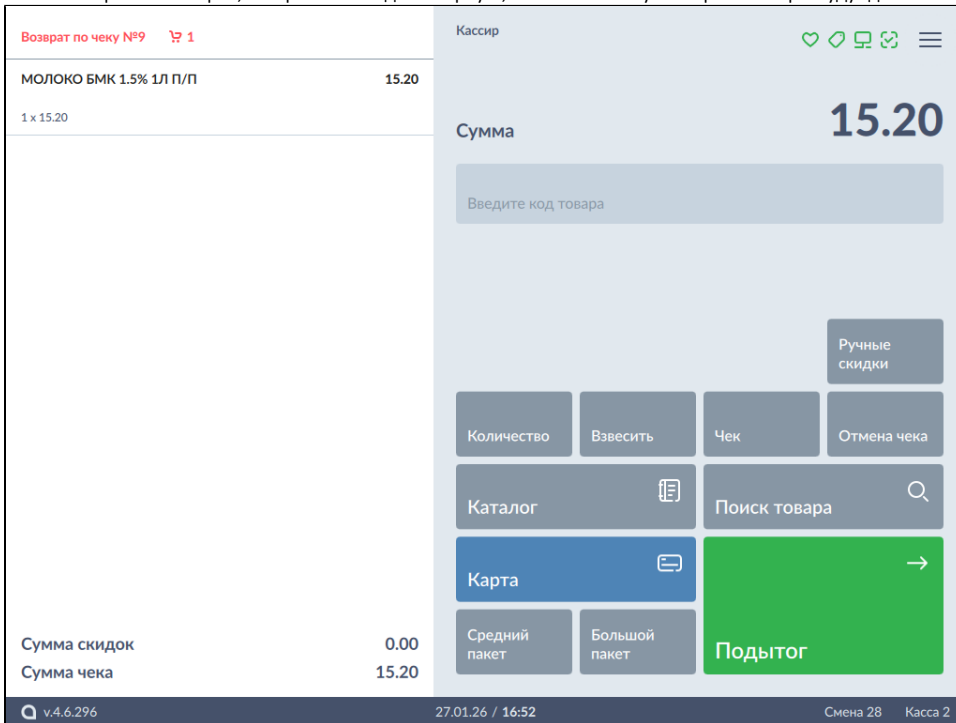 Возврат по чеку №9 1
МОЛОКО БМК 1.5% 1Л П/П 15.20
1 x 15.20
Сумма скидок 0.00
Сумма чека 15.20
Кассир
Сумма 15.20
Введите код товара
Ручные
скидки
Количество Взвесить Чек Отмена чека
Каталог Поиск товара
Карта
Средний
пакет
Большой
пакет
Подытог
v.4.6.296 27.01.26 / 16:52 Смена 28 Касса 2